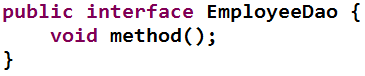 public interface EmployeeDao {
    void method();
}